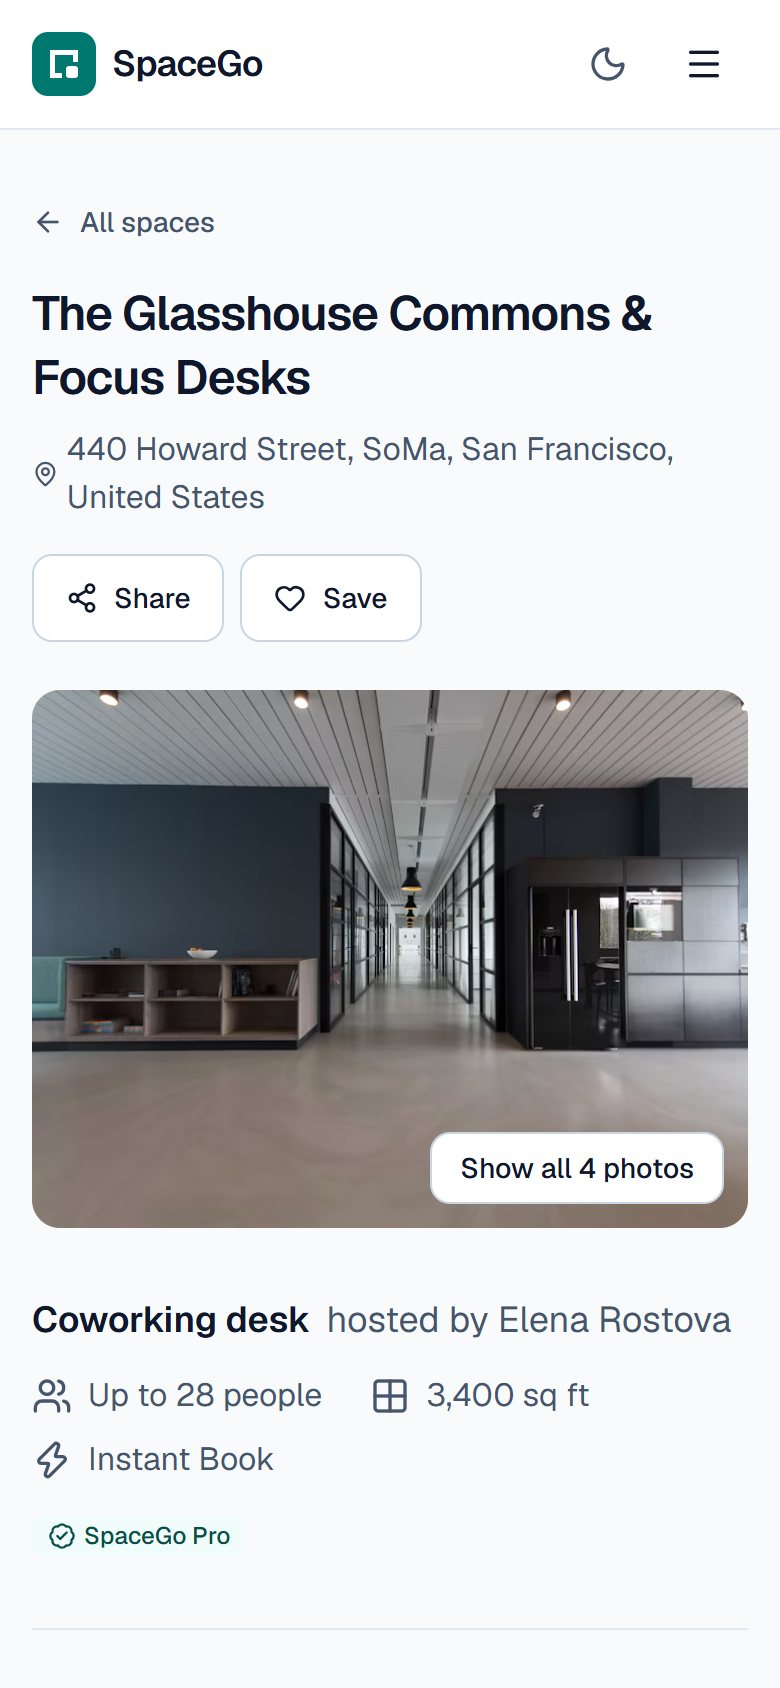 SpaceGo
All spaces
The Glasshouse Commons &
Focus Desks
440 Howard Street, SoMa, San Francisco,
United States
Share
Save
Show all 4 photos
Coworking desk hosted by Elena Rostova
Up to 28 people
3,400 sq ft
Instant Book
SpaceGo Pro